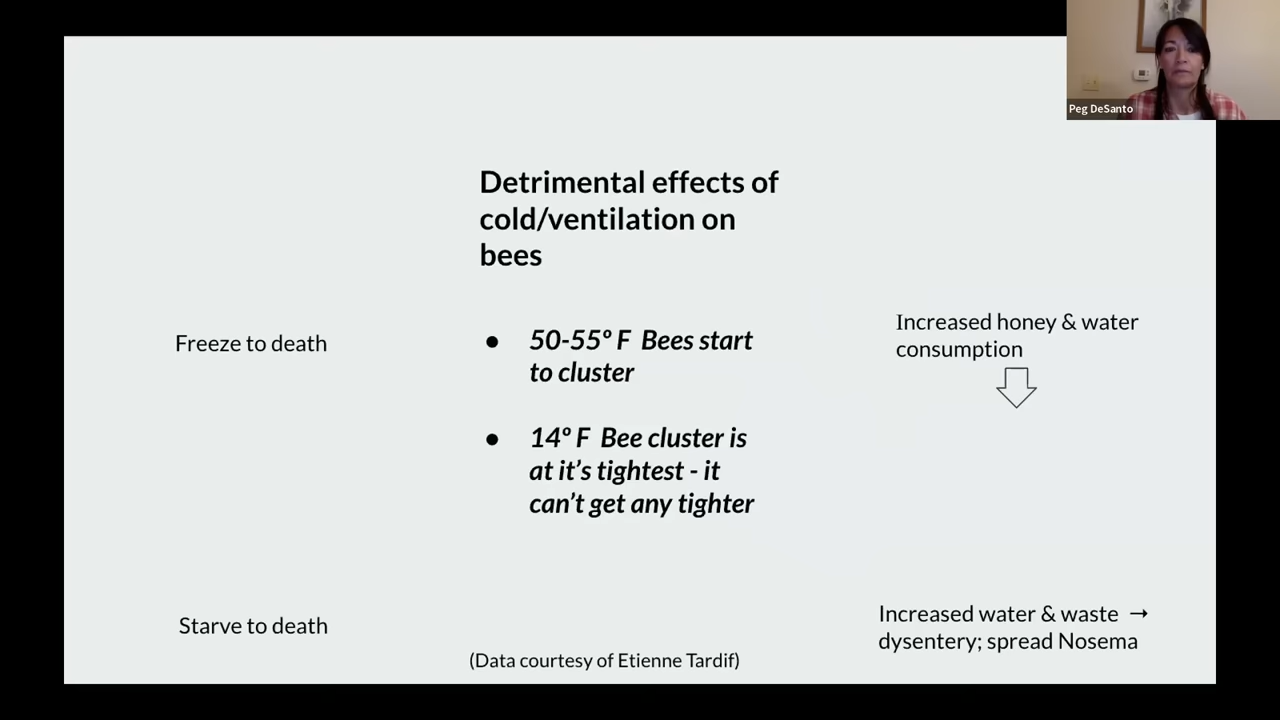 Peg DeSanto
Detrimental effects of
cold/ventilation on
bees
Freeze to death
● 50-55º F Bees start
to cluster
● 14º F Bee cluster is
at it's tightest - it
can't get any tighter
Increased honey & water
consumption
Starve to death
Increased water & waste →
dysentery; spread Nosema
(Data courtesy of Etienne Tardif)